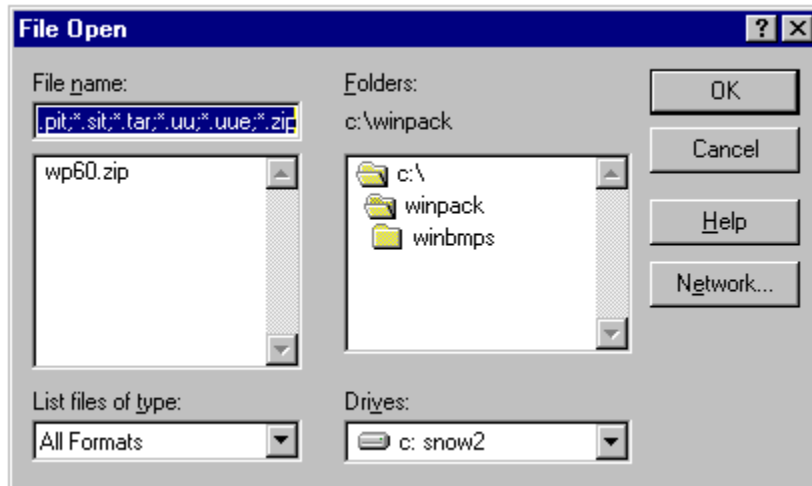 File Open
File name:
.pit;*.sit;*.tar;*.uu;*.uue;*.zip
wp60.zip
List files of type:
All Formats
Folders:
c:\winpack
c:\
winpack
winbmps
Drives:
c: snow2
OK
Cancel
Help
Network...